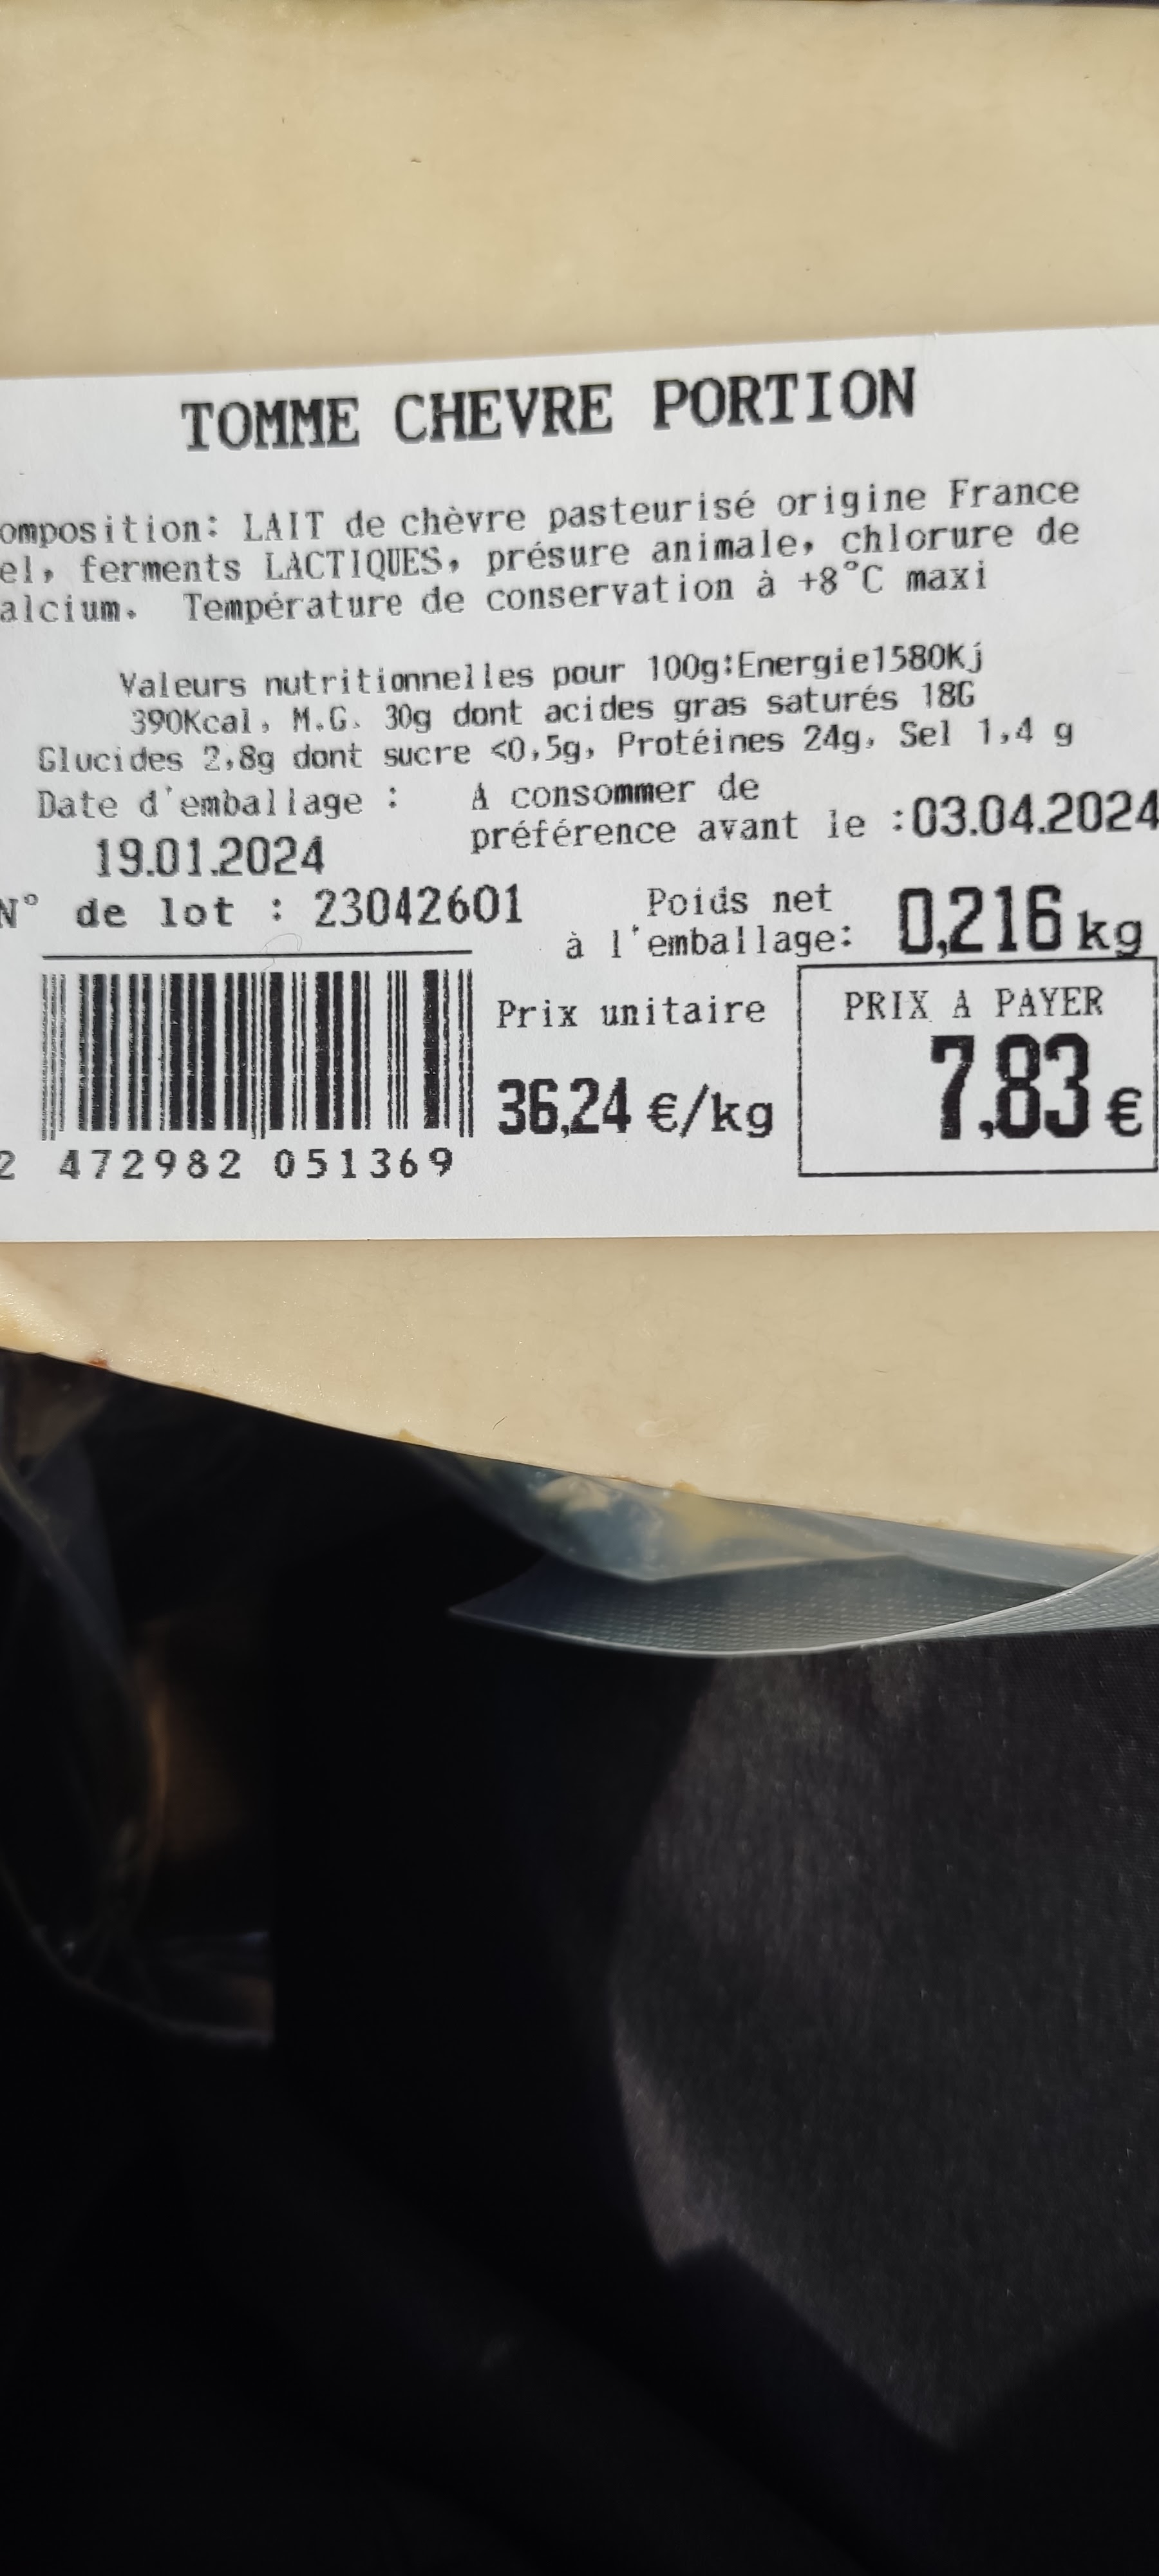 TOMME CHEVRE PORTION
omposition: LAIT de chèvre pasteurisé origine France
el, ferments LACTIQUES, présure animale, chlorure de
alcium. Température de conservation à +8°C maxi
Valeurs nutritionnelles pour 100g:Energie1580Kj
390Kcal, M.G. 30g dont acides gras saturés 18G
Glucides 2,8g dont sucre <0,5g, Protéines 24g, Sel 1,4 g
Date d'emballage :
19.01.2024
A consommer de
préférence avant le :03.04.2024
N° de lot : 23042601
Poids net
à l'emballage: 0,216 kg
Prix unitaire
36,24 €/kg
PRIX A PAYER
7,83 €
2 472982 051369